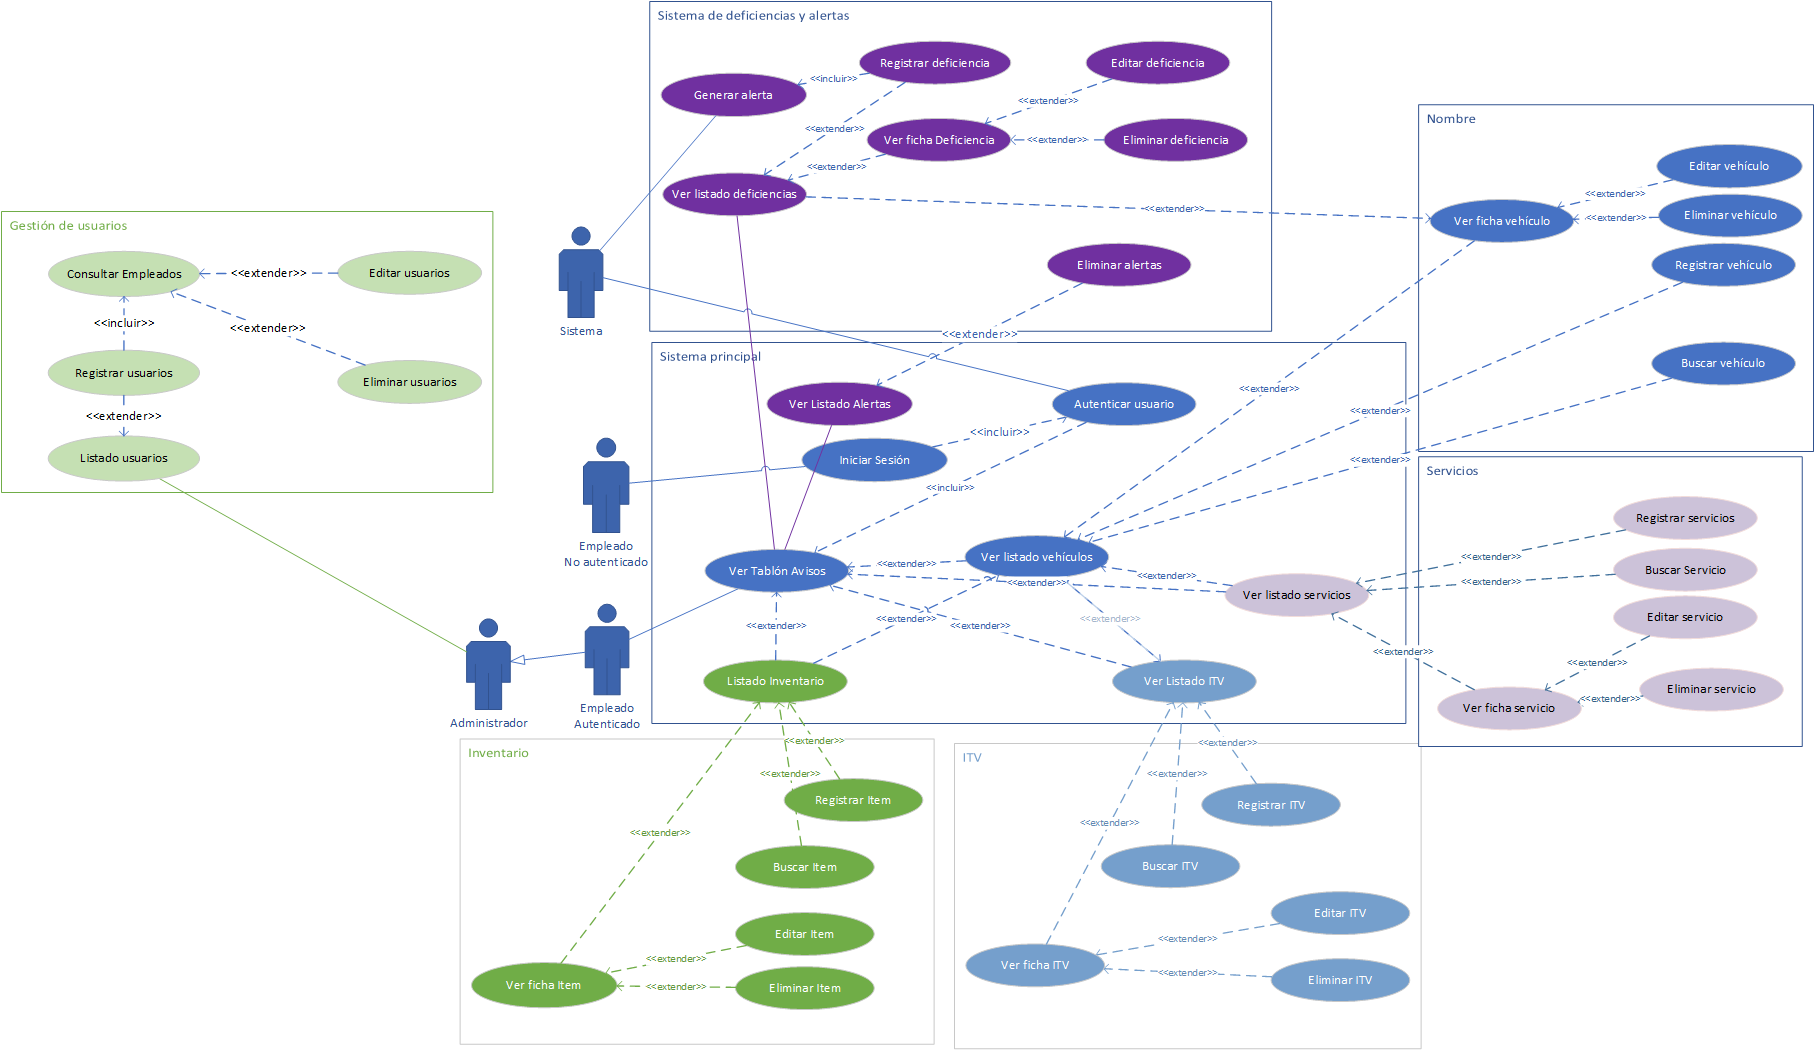 Sistema de deficiencias y alertas
Registrar deficiencia
Editar deficiencia
<<incluir>>
Generar alerta
<<extender>>
<<extender>>
Ver ficha Deficiencia
<<extender>>
Eliminar deficiencia
<<extender>>
Ver listado deficiencias
<<extender>>
Eliminar alertas
Nombre
Editar vehículo
<<extender>>
Ver ficha vehículo
<<extender>>
Eliminar vehículo
Registrar vehículo
Buscar vehículo
Gestión de usuarios
Consultar Empleados
<<extender>>
Editar usuarios
<<incluir>>
<<extender>>
Registrar usuarios
Eliminar usuarios
<<extender>>
Listado usuarios
Sistema
<<extender>>
Sistema principal
Ver Listado Alertas
Autenticar usuario
<<extender>>
<<extender>>
<<incluir>>
Iniciar Sesión
<<extender>>
<<incluir>>
Empleado
No autenticado
Ver Tablón Avisos
<<extender>>
Ver listado vehículos
<<extender>>
<<extender>>
Ver listado servicios
<<extender>>
<<extender>>
<<extender>>
<<extender>>
Listado Inventario
Ver Listado ITV
Servicios
Registrar servicios
<<extender>>
Buscar Servicio
<<extender>>
Editar servicio
<<extender>>
<<extender>>
Eliminar servicio
<<extender>>
Ver ficha servicio
Administrador
Empleado
Autenticado
Inventario
<<extender>>
<<extender>>
Registrar Item
<<extender>>
Buscar Item
Editar Item
<<extender>>
Ver ficha Item
<<extender>>
Eliminar Item
ITV
<<extender>>
<<extender>>
Registrar ITV
<<extender>>
Buscar ITV
Editar ITV
<<extender>>
Ver ficha ITV
<<extender>>
Eliminar ITV